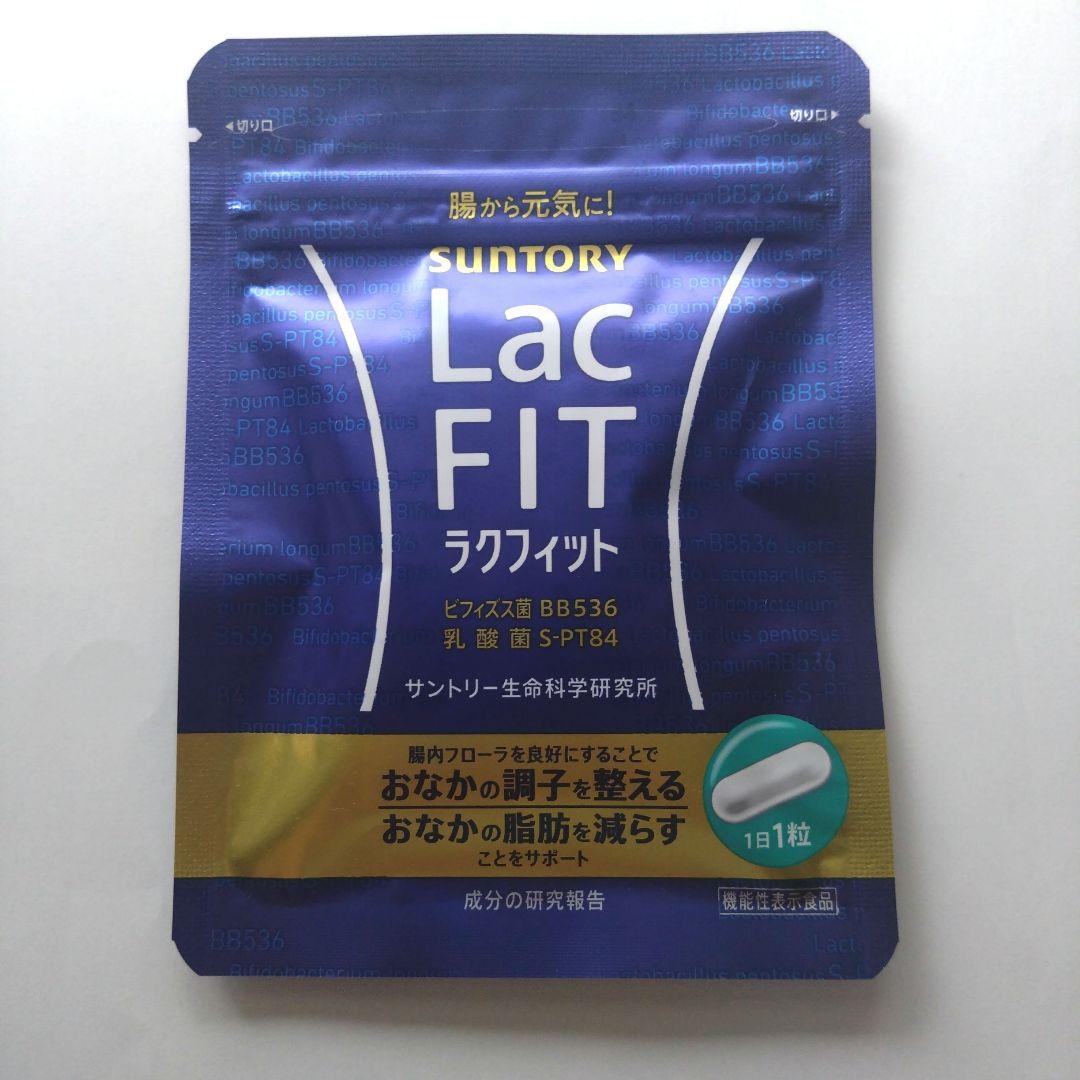 ◀切り口
切り口▶
腸から元気に!
SUNTORY
Lac
FIT
ラクフィット
ビフィズス菌 BB536
乳酸菌 S-PT84
サントリー生命科学研究所
腸内フローラを良好にすることで
おなかの調子を整える
おなかの脂肪を減らす
ことをサポート
1日1粒
成分の研究報告
機能性表示食品